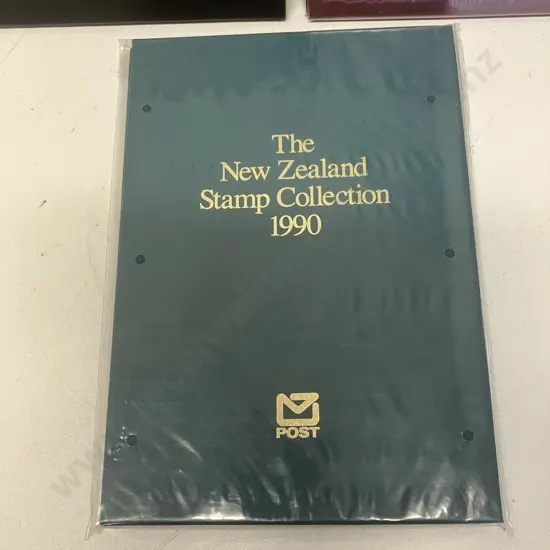 The
New Zealand
Stamp Collection
1990
POST